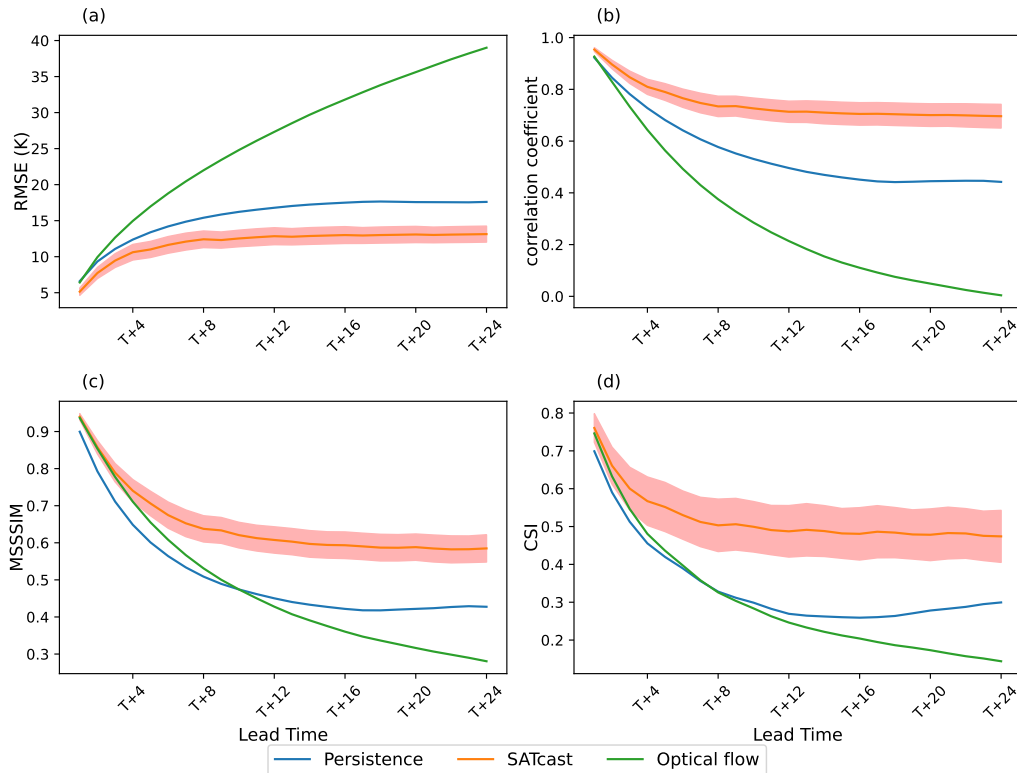 (a)
RMSE (K)
40
35
30
25
20
15
10
5
T+4 T+8 T+12 T+16 T+20 T+24
(b)
correlation coefficient
1.0
0.8
0.6
0.4
0.2
0.0
T+4 T+8 T+12 T+16 T+20 T+24
(c)
MSSSIM
0.9
0.8
0.7
0.6
0.5
0.4
0.3
T+4 T+8 T+12 T+16 T+20 T+24
Lead Time
(d)
CSI
0.8
0.7
0.6
0.5
0.4
0.3
0.2
T+4 T+8 T+12 T+16 T+20 T+24
Lead Time
Persistence SATcast Optical flow